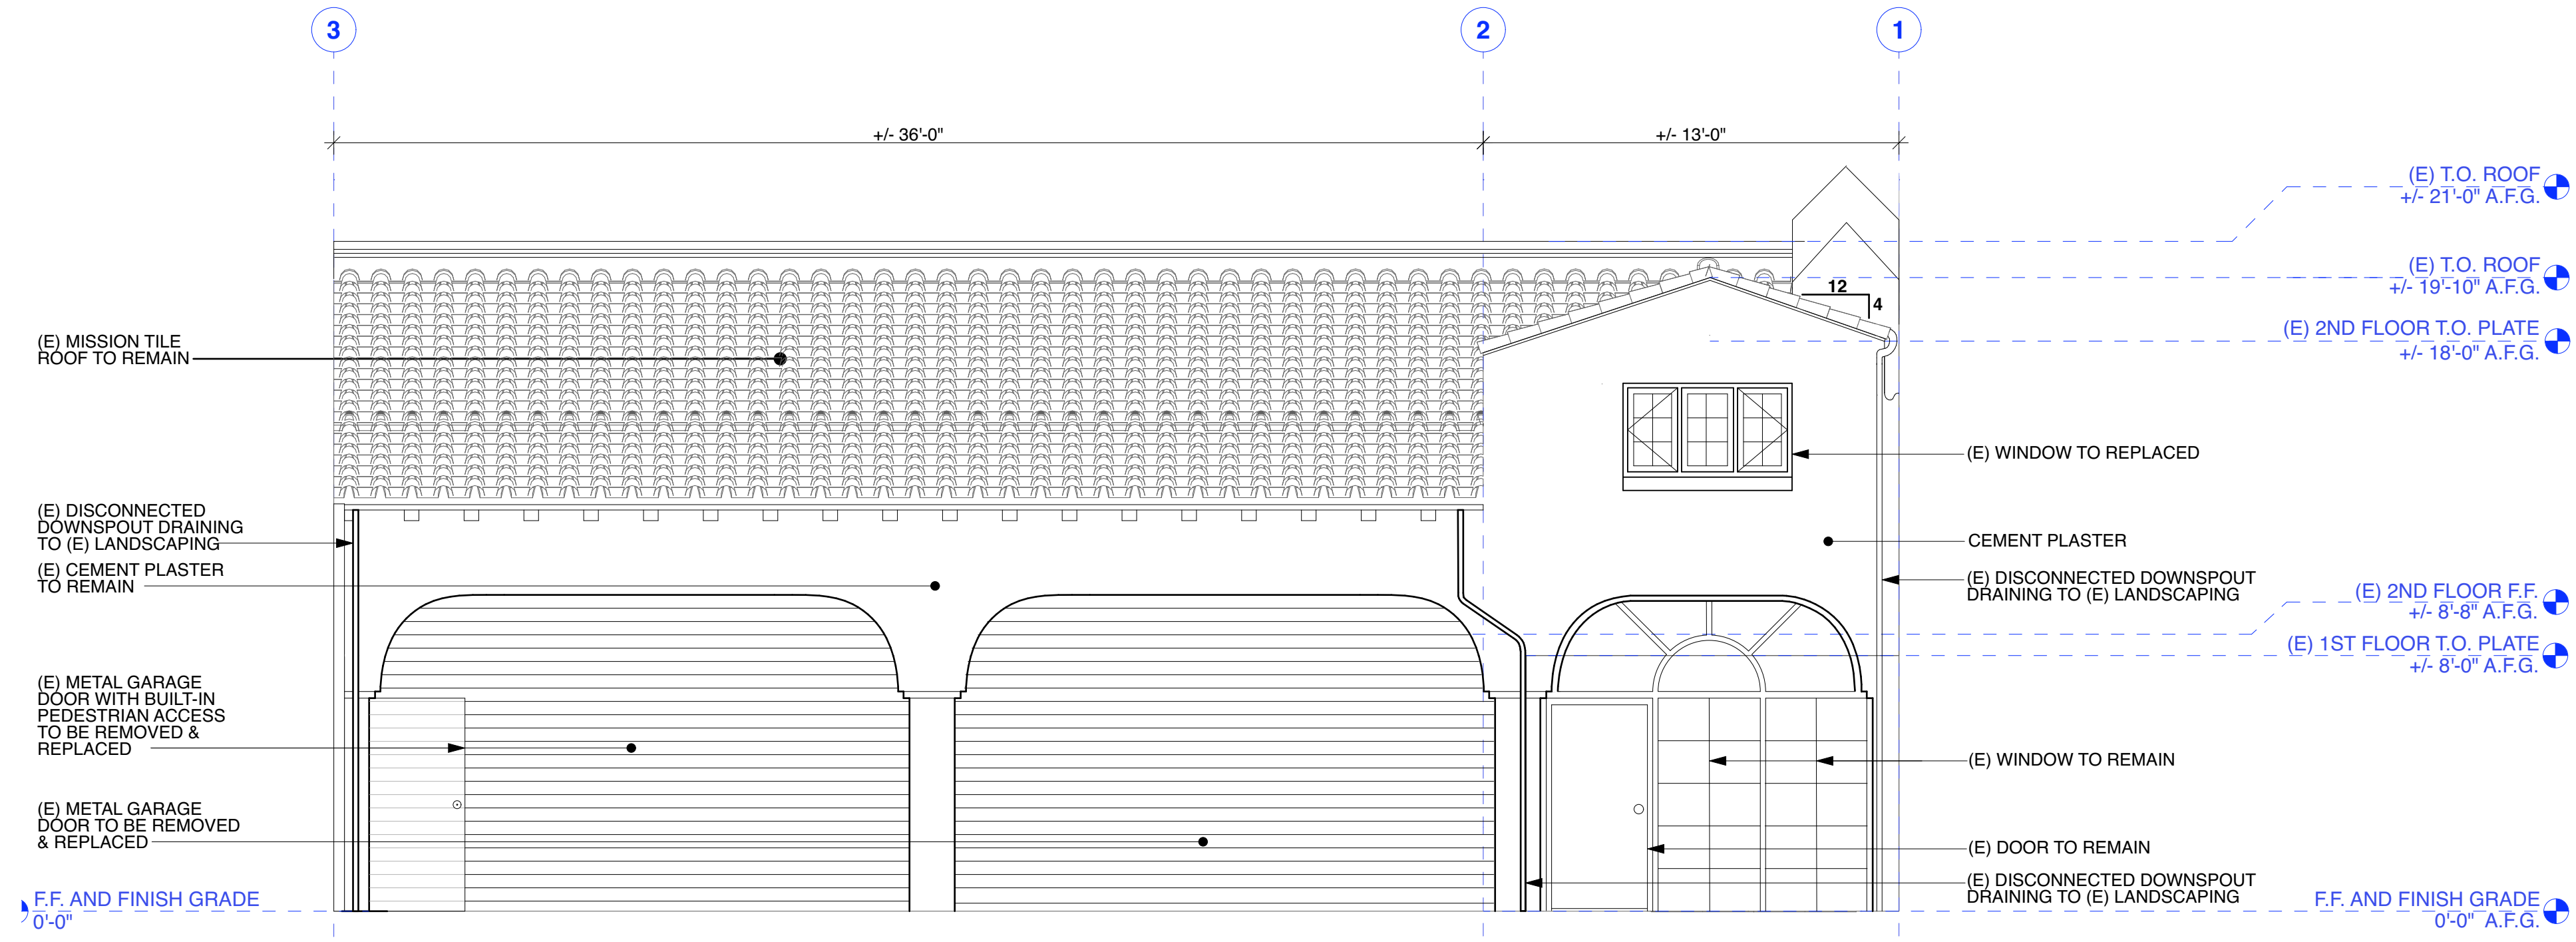 3
2
1
+/- 36'-0"
+/- 13'-0"
(E) T.O. ROOF
+/- 21'-0" A.F.G.
(E) T.O. ROOF
+/- 19'-10" A.F.G.
12
4
(E) 2ND FLOOR T.O. PLATE
+/- 18'-0" A.F.G.
(E) MISSION TILE
ROOF TO REMAIN
(E) WINDOW TO REPLACED
(E) DISCONNECTED
DOWNSPOUT DRAINING
TO (E) LANDSCAPING
CEMENT PLASTER
(E) CEMENT PLASTER
TO REMAIN
(E) DISCONNECTED DOWNSPOUT
DRAINING TO (E) LANDSCAPING
(E) 2ND FLOOR F.F.
+/- 8'-8" A.F.G.
(E) 1ST FLOOR T.O. PLATE
+/- 8'-0" A.F.G.
(E) METAL GARAGE
DOOR WITH BUILT-IN
PEDESTRIAN ACCESS
TO BE REMOVED &
REPLACED
(E) WINDOW TO REMAIN
(E) METAL GARAGE
DOOR TO BE REMOVED
& REPLACED
(E) DOOR TO REMAIN
(E) DISCONNECTED DOWNSPOUT
DRAINING TO (E) LANDSCAPING
F.F. AND FINISH GRADE
0'-0"
F.F. AND FINISH GRADE
0'-0" A.F.G.